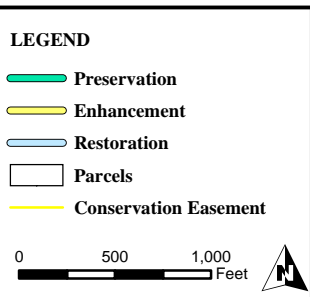 LEGEND
Preservation
Enhancement
Restoration
Parcels
Conservation Easement
0 500 1,000
Feet
N